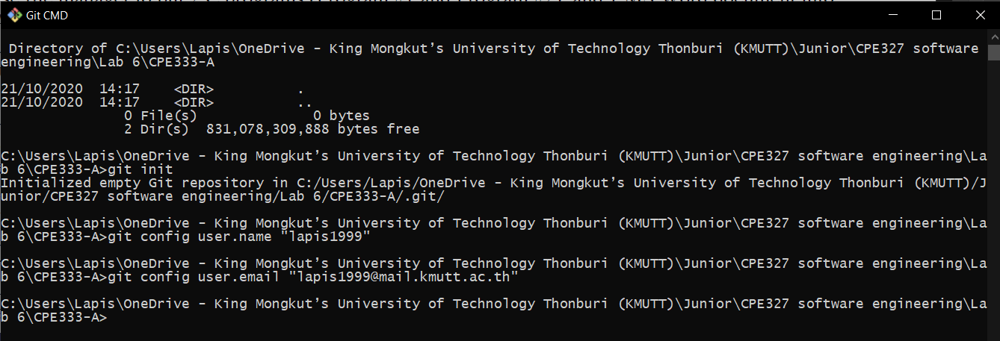 Git CMD
 Directory of C:\Users\Lapis\OneDrive - King Mongkut’s University of Technology Thonburi (KMUTT)\Junior\CPE327 software 
engineering\Lab 6\CPE333-A
21/10/2020  14:17    <DIR>          .
21/10/2020  14:17    <DIR>          ..
               0 File(s)              0 bytes
               2 Dir(s)  831,078,309,888 bytes free
C:\Users\Lapis\OneDrive - King Mongkut’s University of Technology Thonburi (KMUTT)\Junior\CPE327 software engineering\La
b 6\CPE333-A>git init
Initialized empty Git repository in C:/Users/Lapis/OneDrive - King Mongkut’s University of Technology Thonburi (KMUTT)/J
unior/CPE327 software engineering/Lab 6/CPE333-A/.git/
C:\Users\Lapis\OneDrive - King Mongkut’s University of Technology Thonburi (KMUTT)\Junior\CPE327 software engineering\La
b 6\CPE333-A>git config user.name "lapis1999"
C:\Users\Lapis\OneDrive - King Mongkut’s University of Technology Thonburi (KMUTT)\Junior\CPE327 software engineering\La
b 6\CPE333-A>git config user.email "lapis1999@mail.kmutt.ac.th"
C:\Users\Lapis\OneDrive - King Mongkut’s University of Technology Thonburi (KMUTT)\Junior\CPE327 software engineering\La
b 6\CPE333-A>